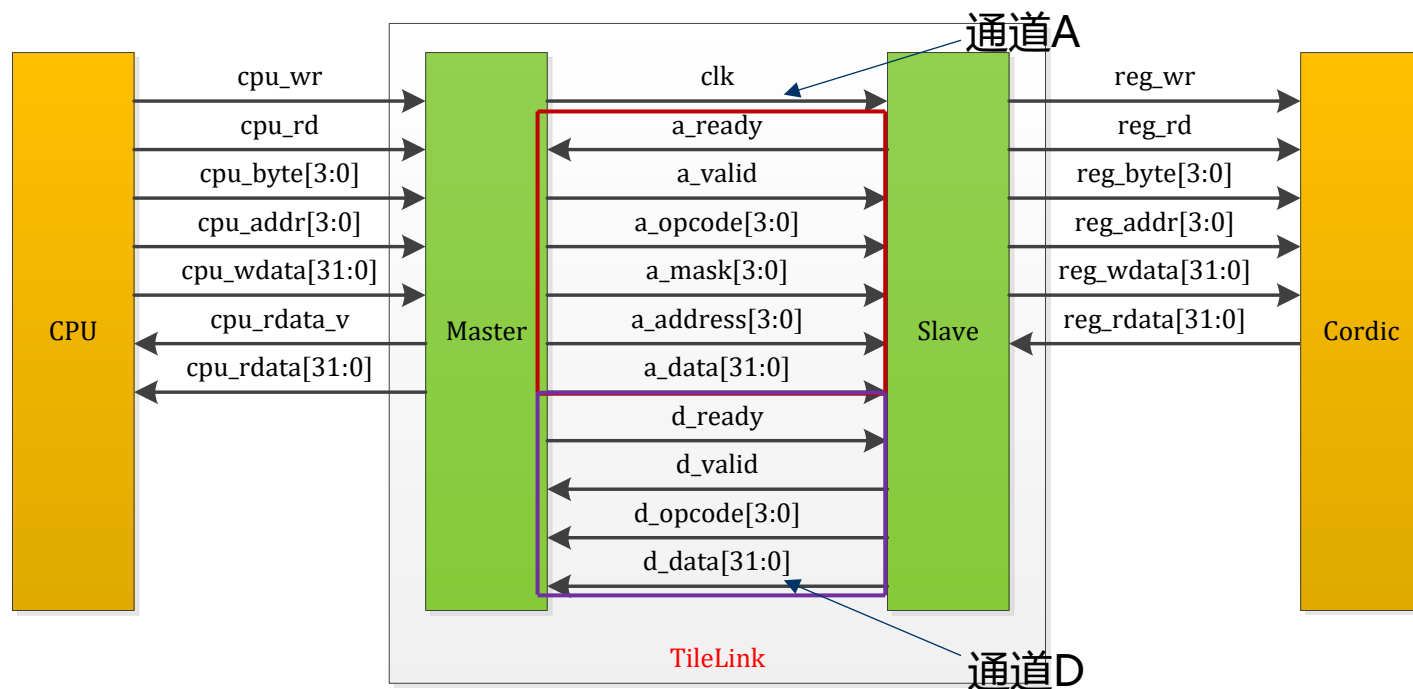 通道A
cpu_wr
cpu_rd
cpu_byte[3:0]
cpu_addr[3:0]
cpu_wdata[31:0]
cpu_rdata_v
cpu_rdata[31:0]
CPU
Master
clk
a_ready
a_valid
a_opcode[3:0]
a_mask[3:0]
a_address[3:0]
a_data[31:0]
d_ready
d_valid
d_opcode[3:0]
d_data[31:0]
Slave
reg_wr
reg_rd
reg_byte[3:0]
reg_addr[3:0]
reg_wdata[31:0]
reg_rdata[31:0]
Cordic
TileLink
通道D